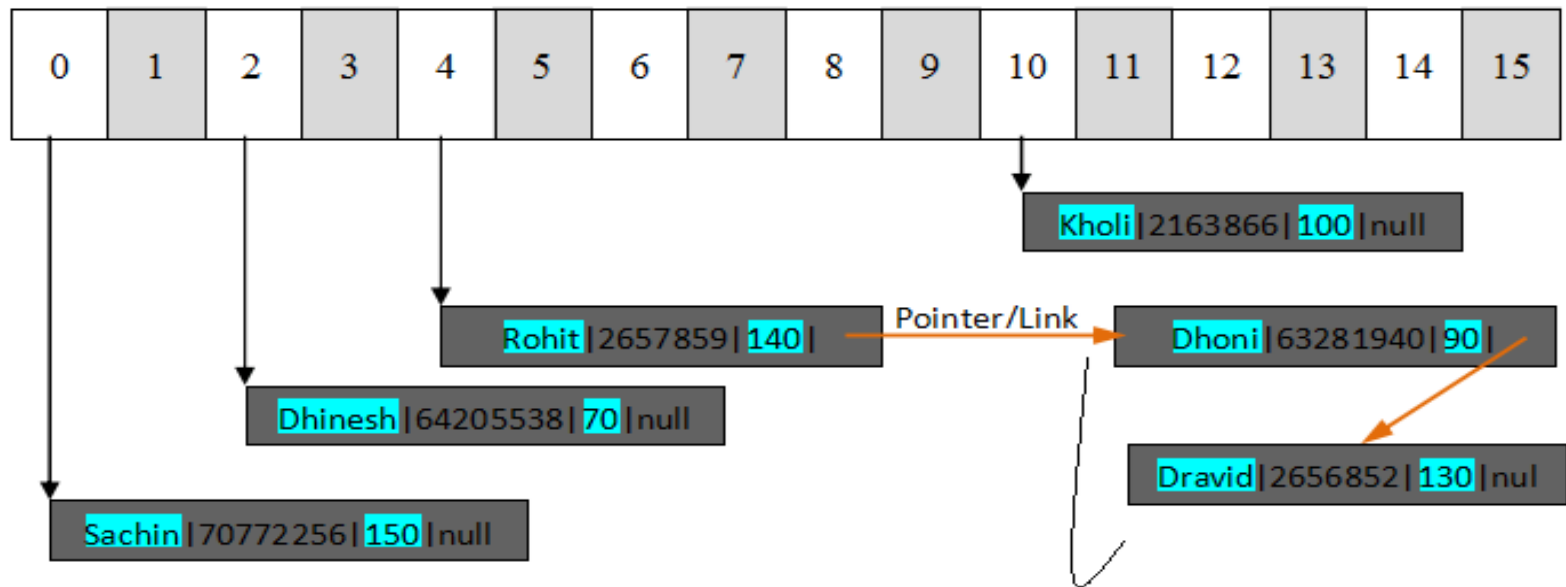 0 1 2 3 4 5 6 7 8 9 10 11 12 13 14 15
Kholi|2163866|100|null
Rohit|2657859|140|
Pointer/Link
Dhoni|63281940|90|
Dhinesh|64205538|70|null
Dravid|2656852|130|nul
Sachin|70772256|150|null